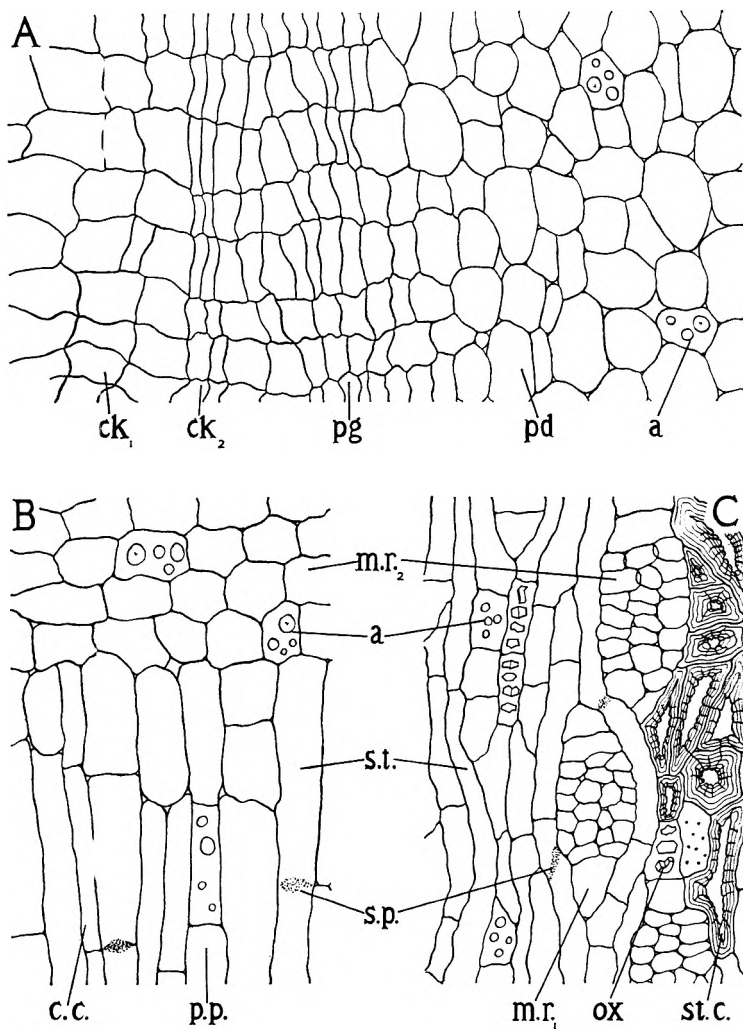 A
ck₁ ck₂ pg pd a
B C
m.r.₂
a
s.t.
s.p.
c.c. p.p. m.r.₁ ox st.c.